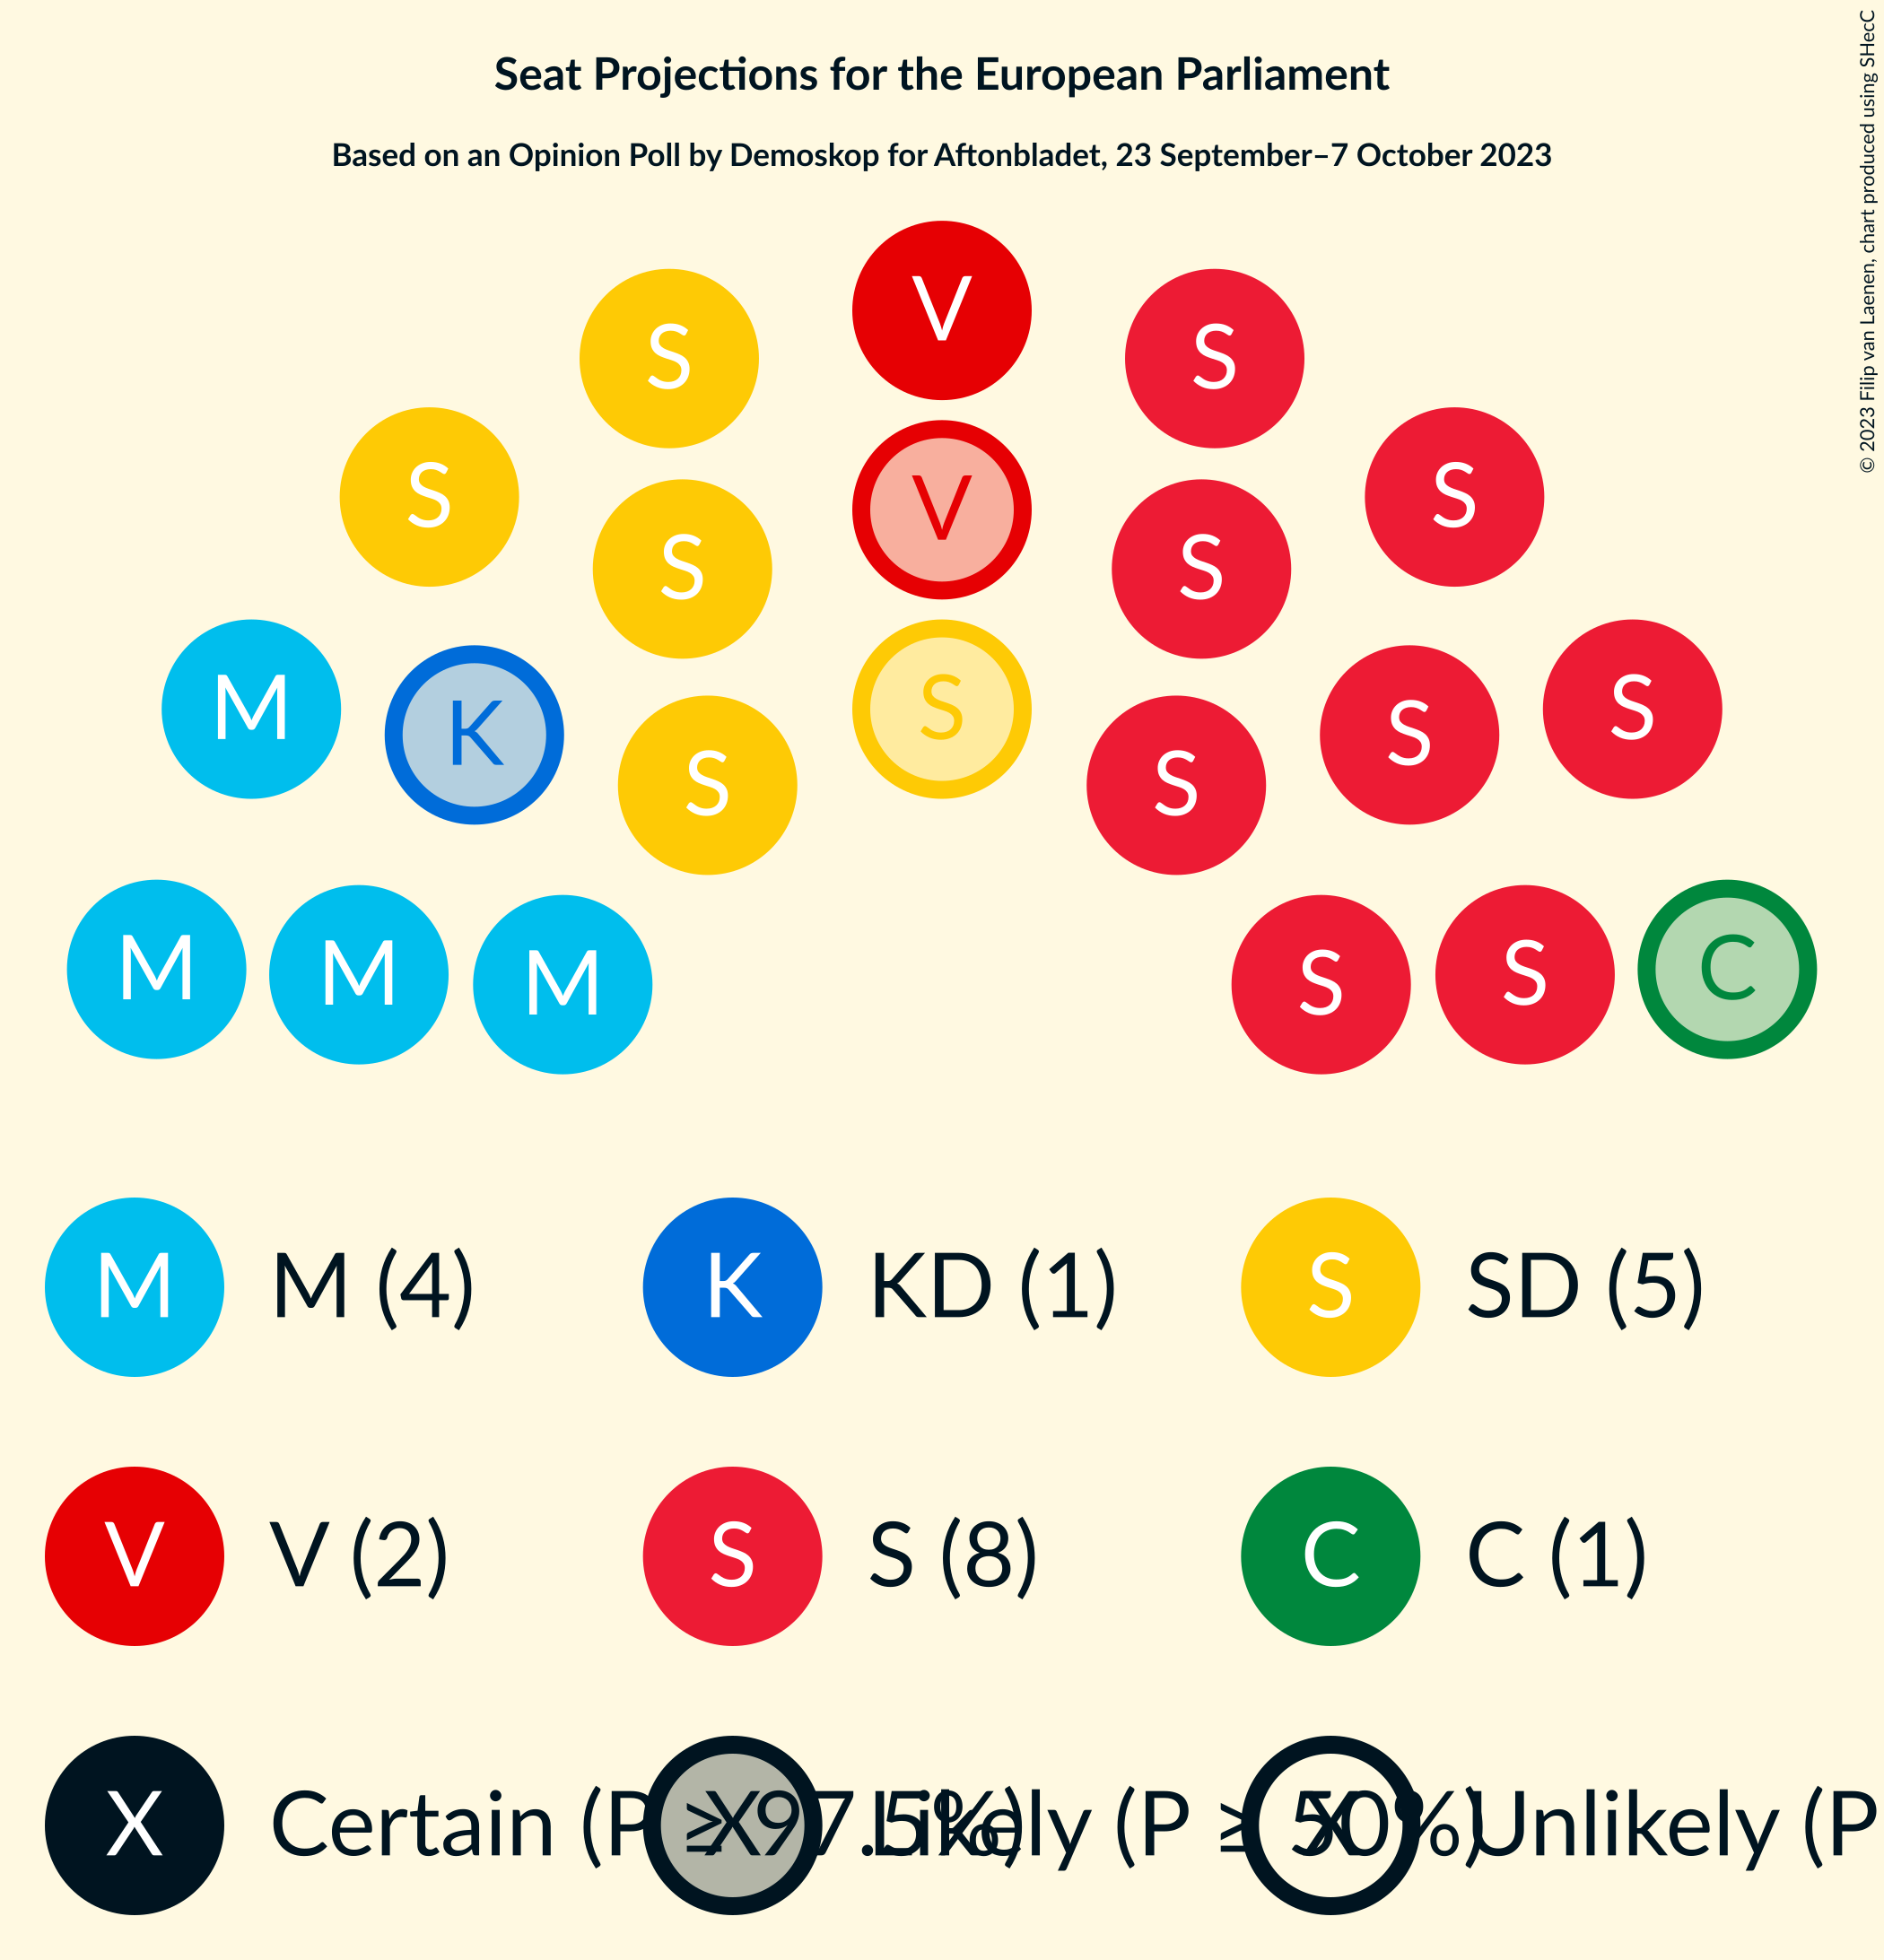 Seat Projections for the European Parliament
Based on an Opinion Poll by Demoskop for Aftonbladet, 23 September–7 October 2023
© 2023 Filip van Laenen, chart produced using SHecC
V
S S
S S
V
S S
M S S
K S
S S
M M M S S C
M M (4) K KD (1) S SD (5)
V V (2) S S (8) C C (1)
X Certain (P ≥ 97.5%) X Likely (P ≥ 50%) X Unlikely (P